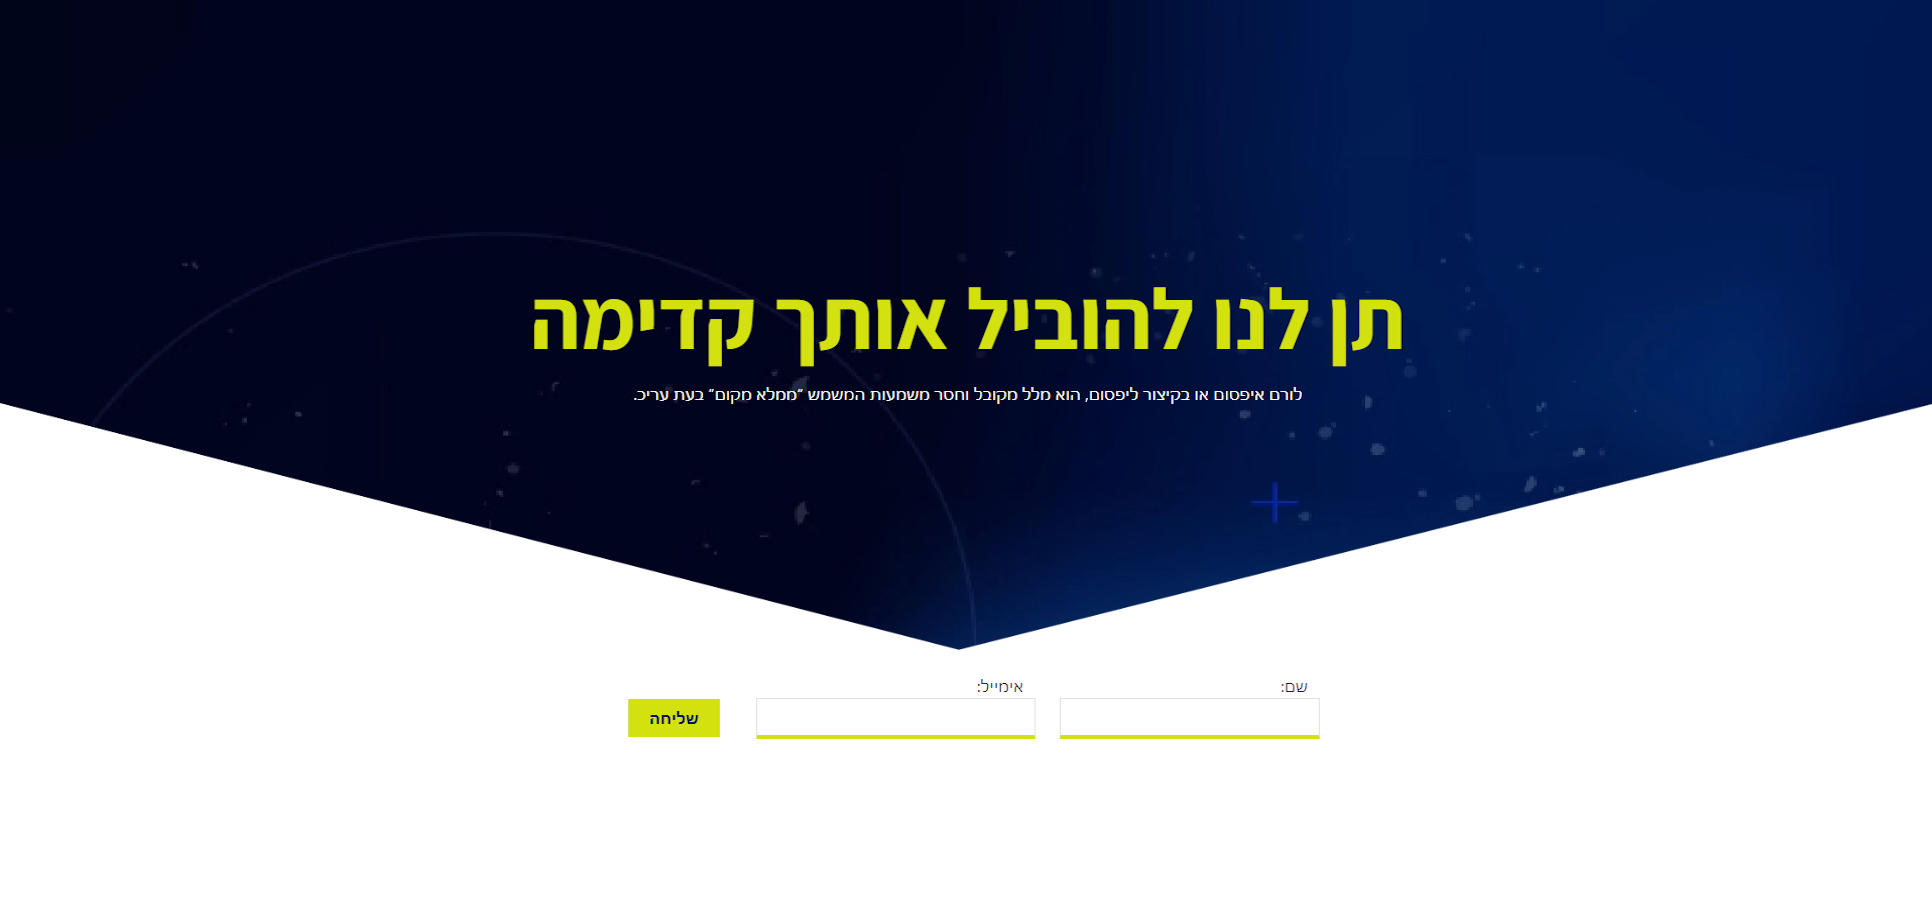 תן לנו להוביל אותך קדימה
לורם איפסום או בקיצור ליפסום, הוא מלל מקובל וחסר משמעות המשמש "ממלא מקום" בעת עריכ.
שם:
אימייל:
שליחה